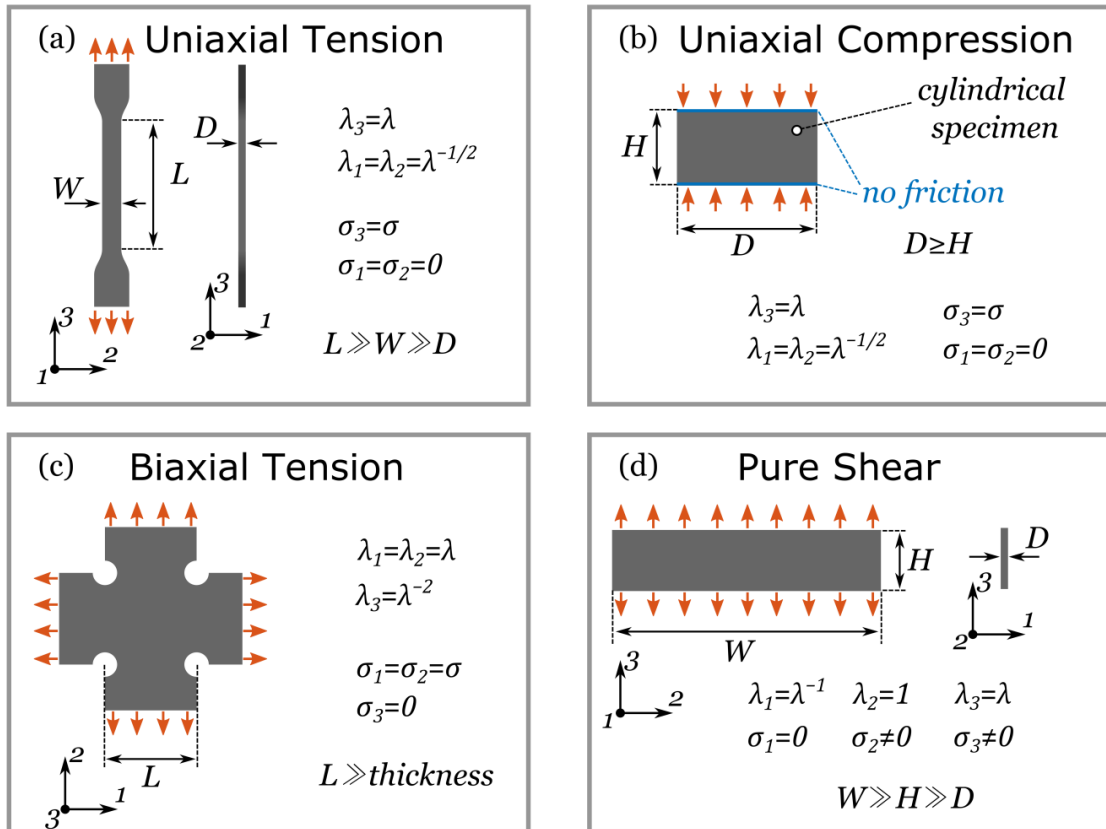 (a) Uniaxial Tension
D
λ₃=λ
λ₁=λ₂=λ⁻¹/²
W
L
σ₃=σ
σ₁=σ₂=0
3
2
1
3
1
2
L≫W≫D
(b) Uniaxial Compression
cylindrical
specimen
H
no friction
D
D≥H
λ₃=λ
σ₃=σ
λ₁=λ₂=λ⁻¹/²
σ₁=σ₂=0
(c) Biaxial Tension
λ₁=λ₂=λ
λ₃=λ⁻²
σ₁=σ₂=σ
σ₃=0
L
2
1
3
L≫thickness
(d) Pure Shear
H
D
3
1
2
W
3
2
1
λ₁=λ⁻¹ λ₂=1 λ₃=λ
σ₁=0 σ₂≠0 σ₃≠0
W≫H≫D